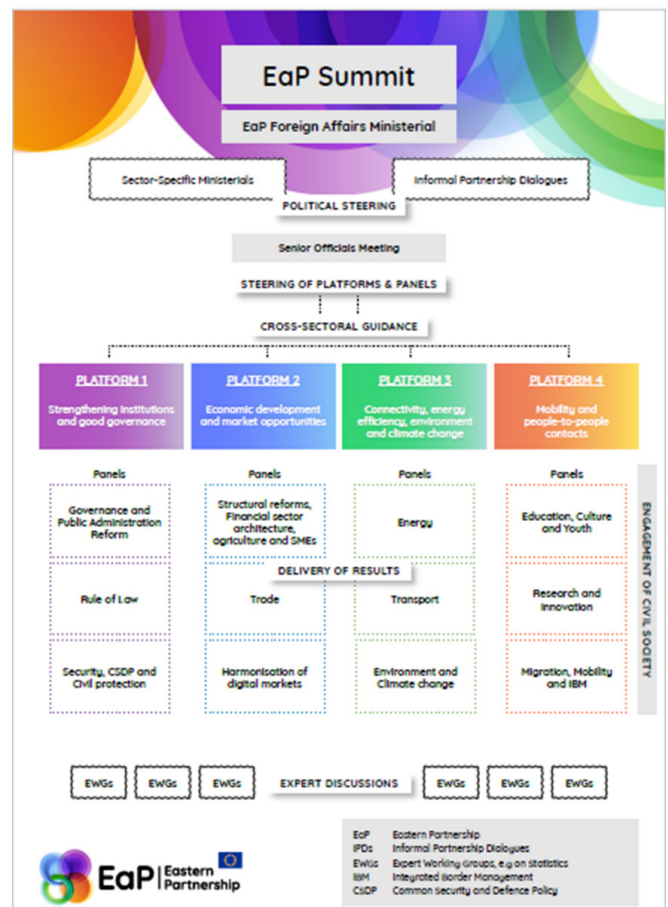 EaP Summit
EaP Foreign Affairs Ministerial
Sector-Specific Ministerials
Informal Partnership Dialogues
POLITICAL STEERING
Senior Officials Meeting
STEERING OF PLATFORMS & PANELS
CROSS-SECTORAL GUIDANCE
PLATFORM 1
Strengthening institutions
and good governance
PLATFORM 2
Economic development
and market opportunities
PLATFORM 3
Connectivity, energy
efficiency, environment
and climate change
PLATFORM 4
Mobility and
people-to-people
contacts
Panels
Panels
Panels
Panels
Governance and
Public Administration
Reform
Structural reforms,
Financial sector
architecture,
agriculture and SMEs
Energy
Education, Culture
and Youth
ENGAGEMENT OF CIVIL SOCIETY
DELIVERY OF RESULTS
Rule of Law
Trade
Transport
Research and
Innovation
Security, CSDP and
Civil protection
Harmonisation of
digital markets
Environment and
Climate change
Migration, Mobility
and IBM
EWGs
EWGs
EWGs
EXPERT DISCUSSIONS
EWGs
EWGs
EWGs
EaP Eastern Partnership
IPDs Informal Partnership Dialogues
EWGs Expert Working Groups, e.g on Statistics
IBM Integrated Border Management
CSDP Common Security and Defence Policy
EaP
Eastern
Partnership